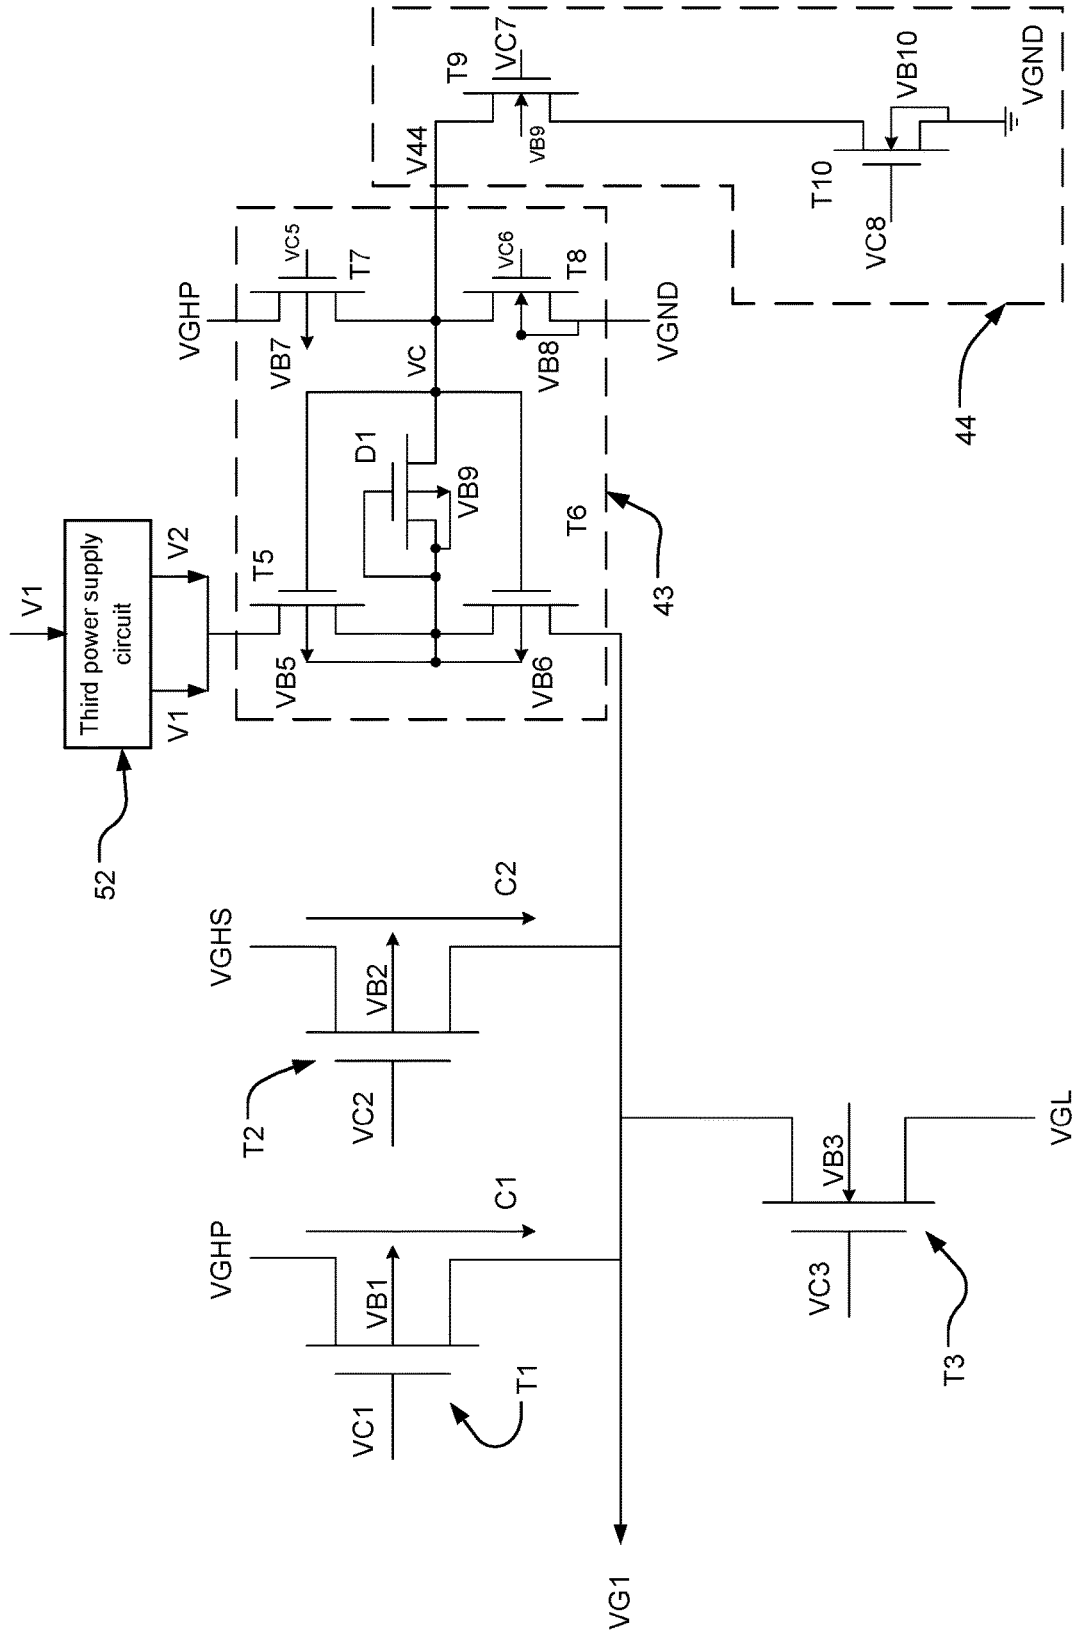 V1
Third power supply
circuit
V1
V2
52
VGHP
VC5
T7
VB7
VC
V44
T9
VC7
VB9
VC6
T8
VB8
VGND
T10
VB10
VC8
VGND
44
T5
D1
VB9
VB5
VB6
T6
43
VGHS
C2
VB2
T2
VC2
VGHP
C1
VB1
VC1
T1
VB3
VC3
VGL
T3
VG1